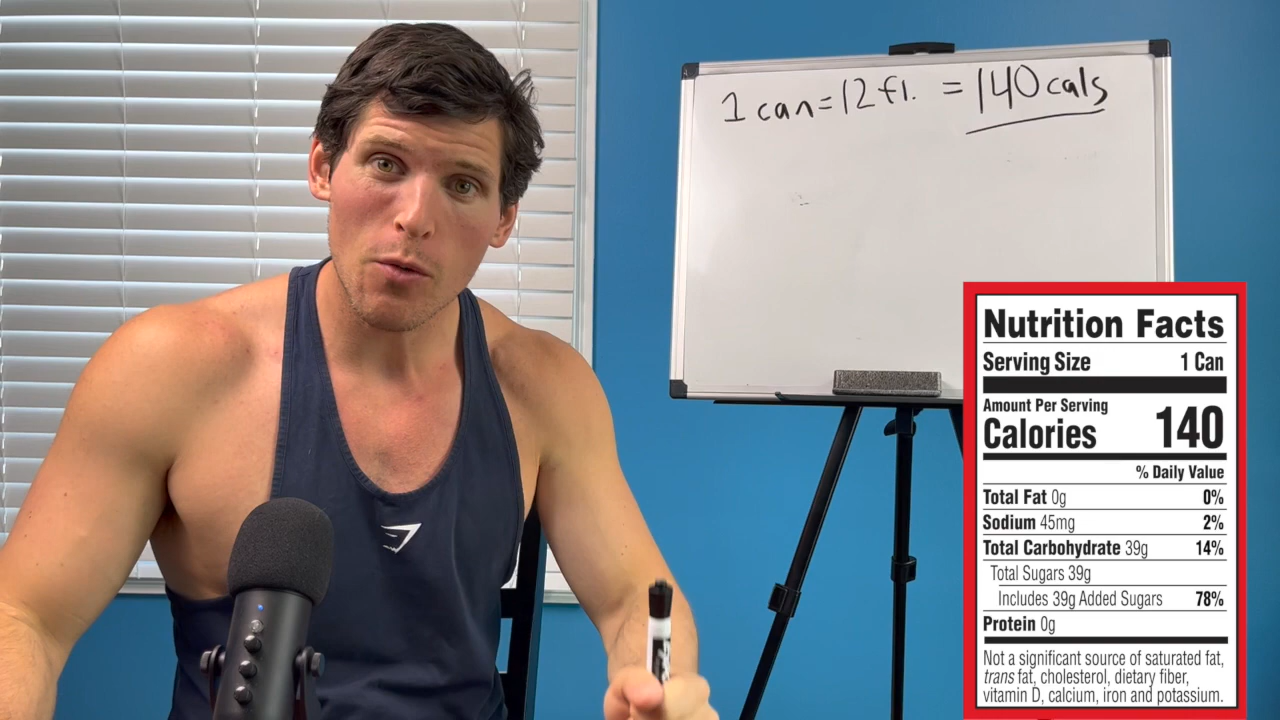 1 can = 12 fl. = 140 cals
Nutrition Facts
Serving Size 1 Can
Amount Per Serving
Calories 140
% Daily Value
Total Fat 0g 0%
Sodium 45mg 2%
Total Carbohydrate 39g 14%
Total Sugars 39g
Includes 39g Added Sugars 78%
Protein 0g
Not a significant source of saturated fat,
trans fat, cholesterol, dietary fiber,
vitamin D, calcium, iron and potassium.